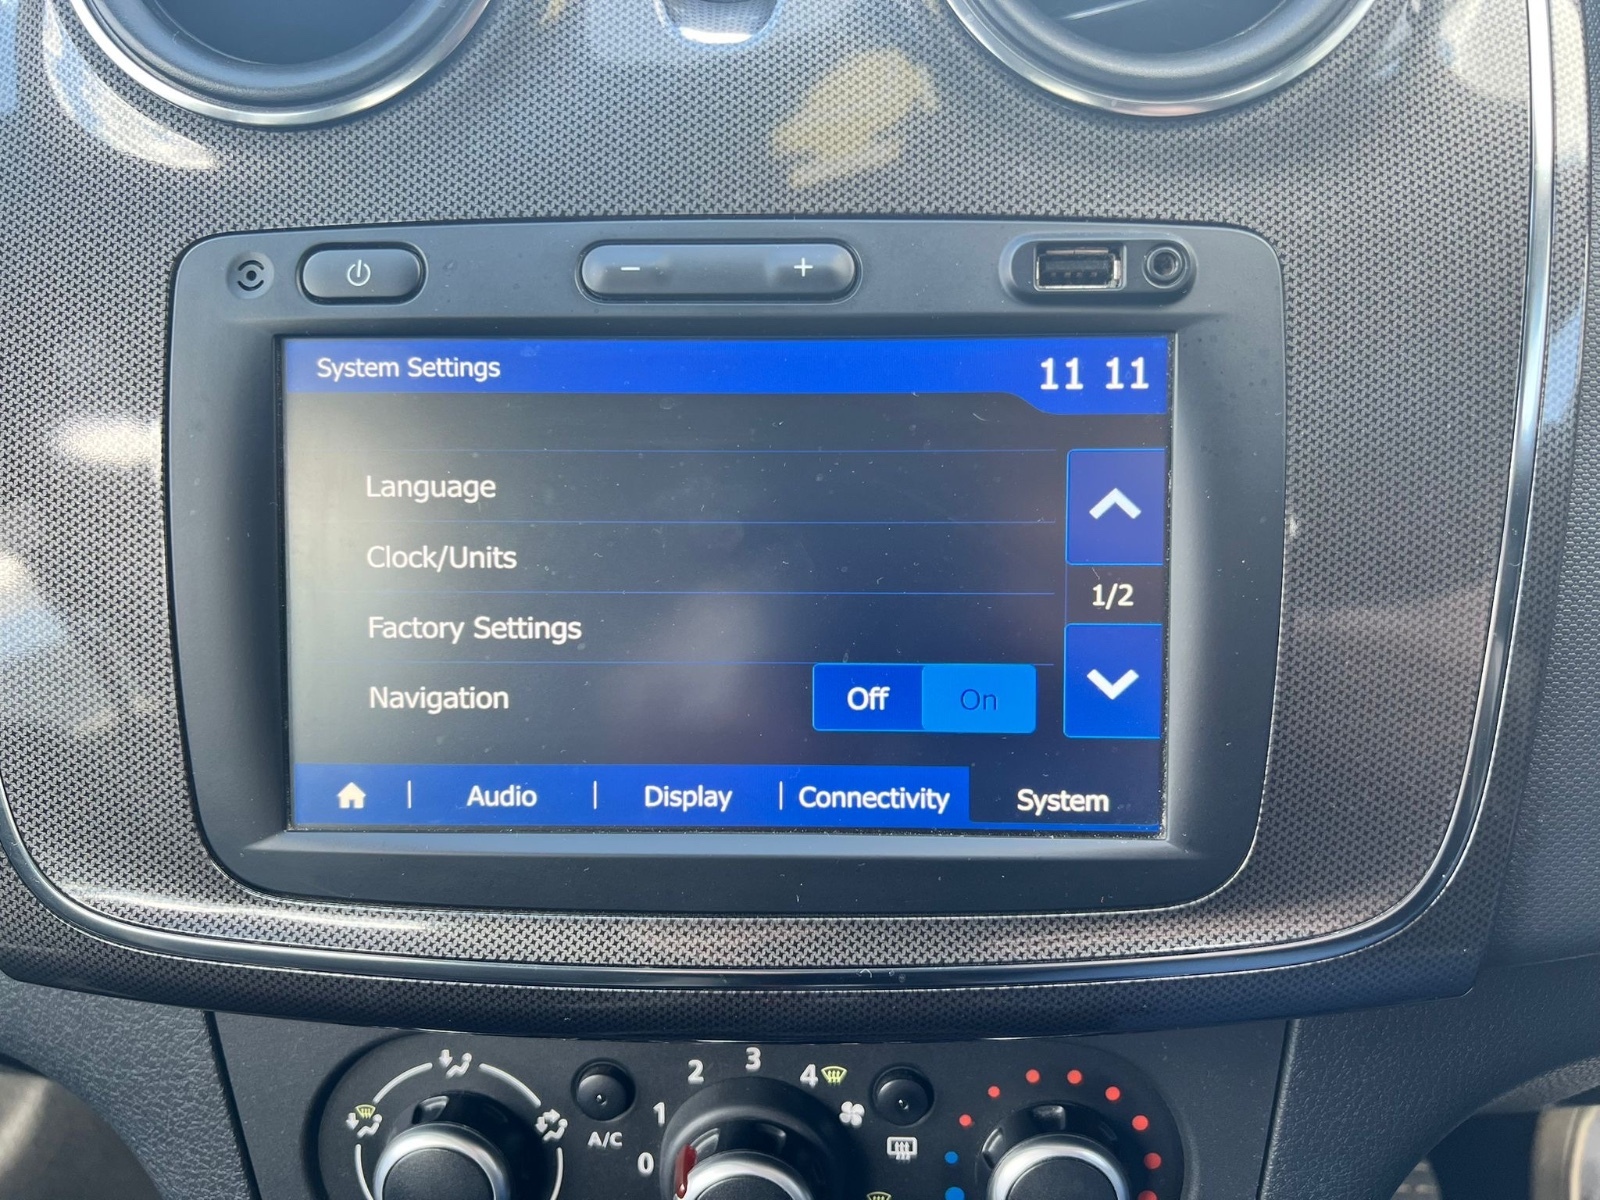 System Settings
11 11
Language
Clock/Units
1/2
Factory Settings
Navigation
Off
On
Audio
Display
Connectivity
System
0
1
2
3
4
A/C